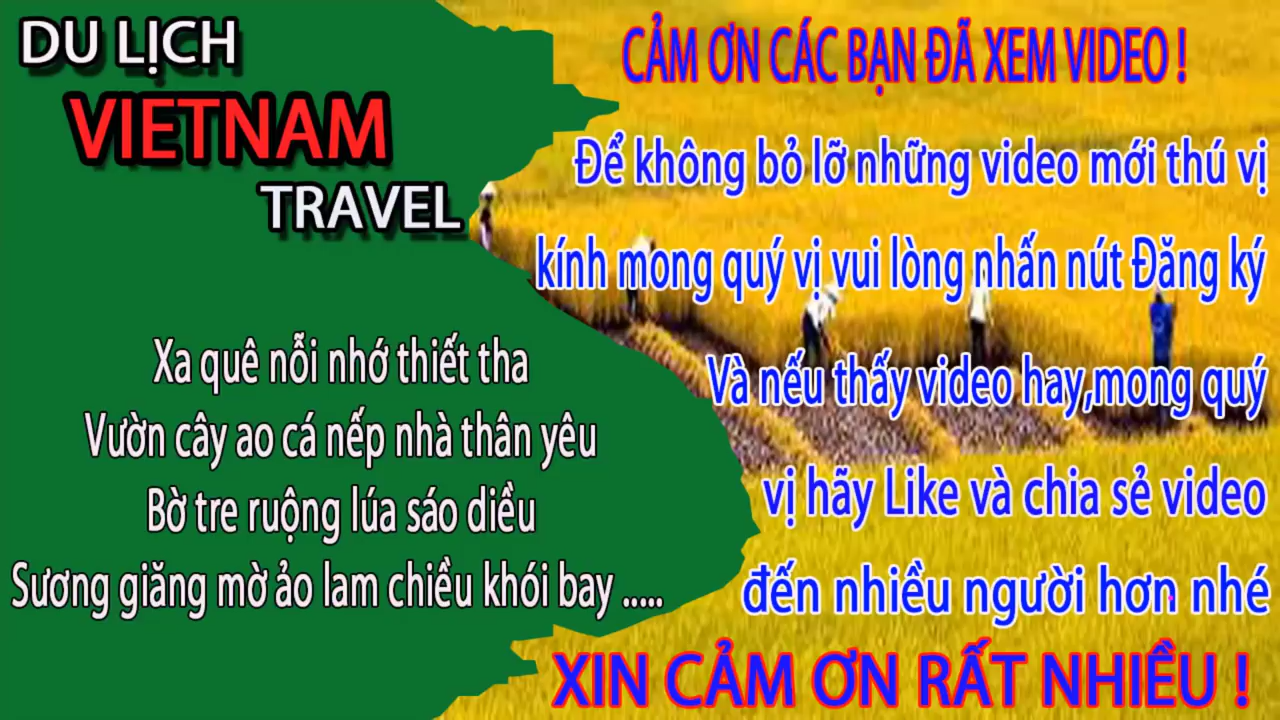 DU LỊCH
VIETNAM
TRAVEL
Xa quê nỗi nhớ thiết tha
Vườn cây ao cá nếp nhà thân yêu
Bờ tre ruộng lúa sáo diều
Sương giăng mờ ảo lam chiều khói bay .....
CẢM ƠN CÁC BẠN ĐÃ XEM VIDEO !
Để không bỏ lỡ những video mới thú vị
kính mong quý vị vui lòng nhấn nút Đăng ký
Và nếu thấy video hay,mong quý
vị hãy Like và chia sẻ video
đến nhiều người hơn nhé
XIN CẢM ƠN RẤT NHIỀU !